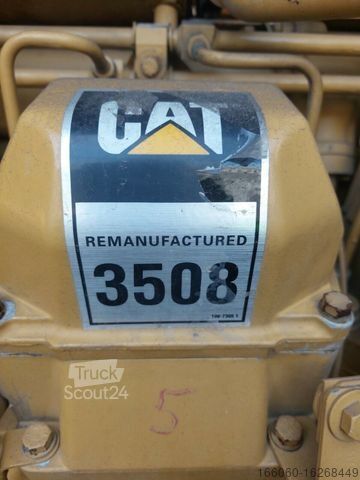 CAT
REMANUFACTURED
3508
Truck
Scout24
5
166060-16268449